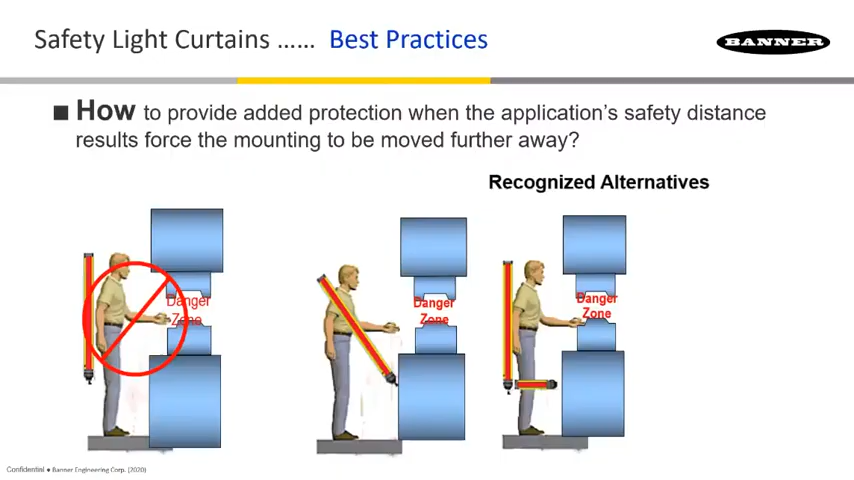 Safety Light Curtains …… Best Practices
BANNER
■ How to provide added protection when the application's safety distance
results force the mounting to be moved further away?
Recognized Alternatives
Danger
Zone
Danger
Zone
Danger
Zone
Confidential ● Banner Engineering Corp. (2020)